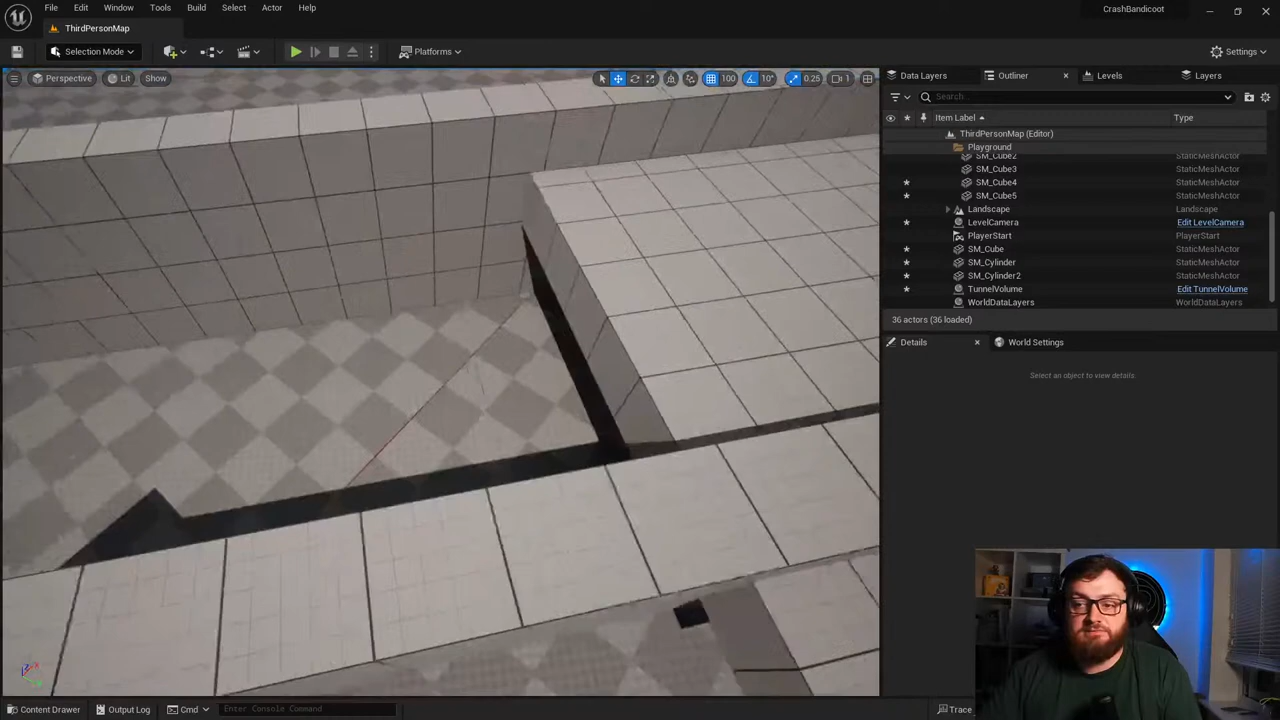 File Edit Window Tools Build Select Actor Help
CrashBandicoot
ThirdPersonMap
Selection Mode
Platforms
Settings
Perspective Lit Show
100 10° 0.25 1
Data Layers Outliner Levels Layers
Search...
Item Label Type
ThirdPersonMap (Editor)
Playground
SM_Cube2 StaticMeshActor
SM_Cube3 StaticMeshActor
SM_Cube4 StaticMeshActor
SM_Cube5 StaticMeshActor
Landscape Landscape
LevelCamera Edit LevelCamera
PlayerStart PlayerStart
SM_Cube StaticMeshActor
SM_Cylinder StaticMeshActor
SM_Cylinder2 StaticMeshActor
TunnelVolume Edit TunnelVolume
WorldDataLayers WorldDataLayers
36 actors (36 loaded)
Details World Settings
Select an object to view details.
Content Drawer Output Log Cmd Enter Console Command
Trace